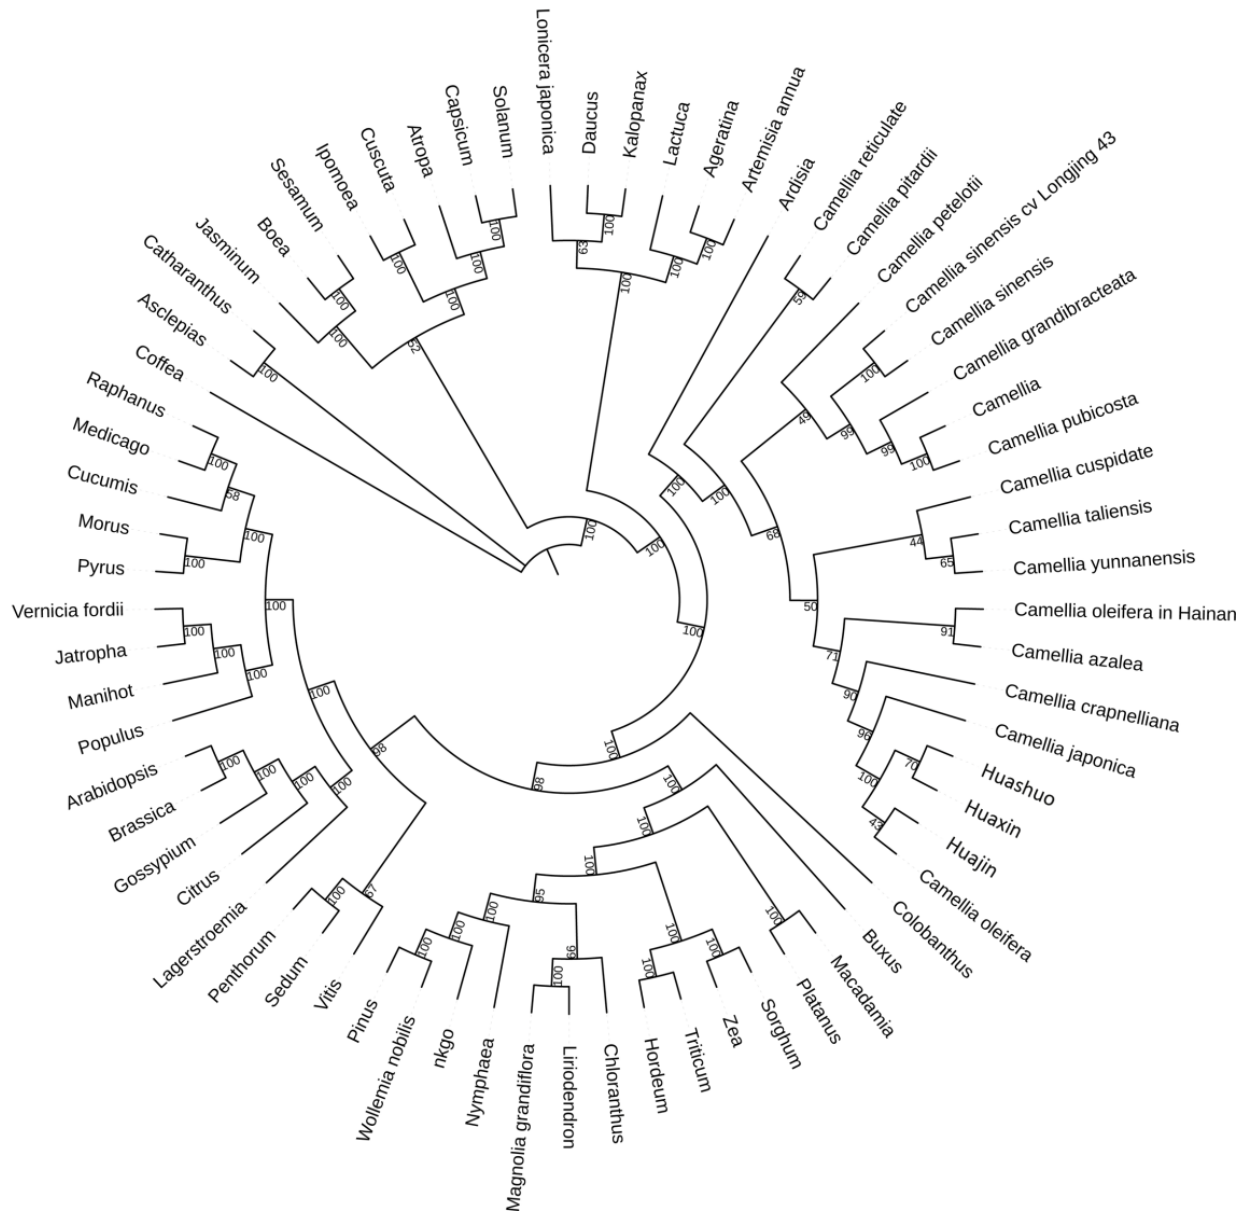 Lonicera japonica
Daucus
Kalopanax
Lactuca
Ageratina
Artemisia annua
Ardisia
Camellia reticulate
Camellia pitardii
Camellia petelotii
Camellia sinensis cv Longjing 43
Camellia sinensis
Camellia grandibracteata
Camellia
Camellia pubicosta
Camellia cuspidate
Camellia taliensis
Camellia yunnanensis
Camellia oleifera in Hainan
Camellia azalea
Camellia crapnelliana
Camellia japonica
Huashuo
Huaxin
Huajin
Camellia oleifera
Colobanthus
Buxus
Macadamia
Platanus
Sorghum
Zea
Triticum
Hordeum
Chloranthus
Liriodendron
Magnolia grandiflora
Nymphaea
nkgo
Wollemia nobilis
Pinus
Vitis
Sedum
Penthorum
Lagerstroemia
Citrus
Gossypium
Brassica
Arabidopsis
Populus
Manihot
Jatropha
Vernicia fordii
Pyrus
Morus
Cucumis
Medicago
Raphanus
Coffea
Asclepias
Catharanthus
Jasminum
Boea
Sesamum
Ipomoea
Cuscuta
Atropa
Capsicum
Solanum
63
100
100
100
100
100
59
100
49
100
99
99
100
68
50
44
65
91
71
90
96
100
70
43
100
100
98
100
100
100
100
100
100
100
95
66
100
100
100
100
98
67
100
100
100
100
100
100
100
100
100
100
100
100
58
100
100
100
100
100
100
100
100
100
62
100
100